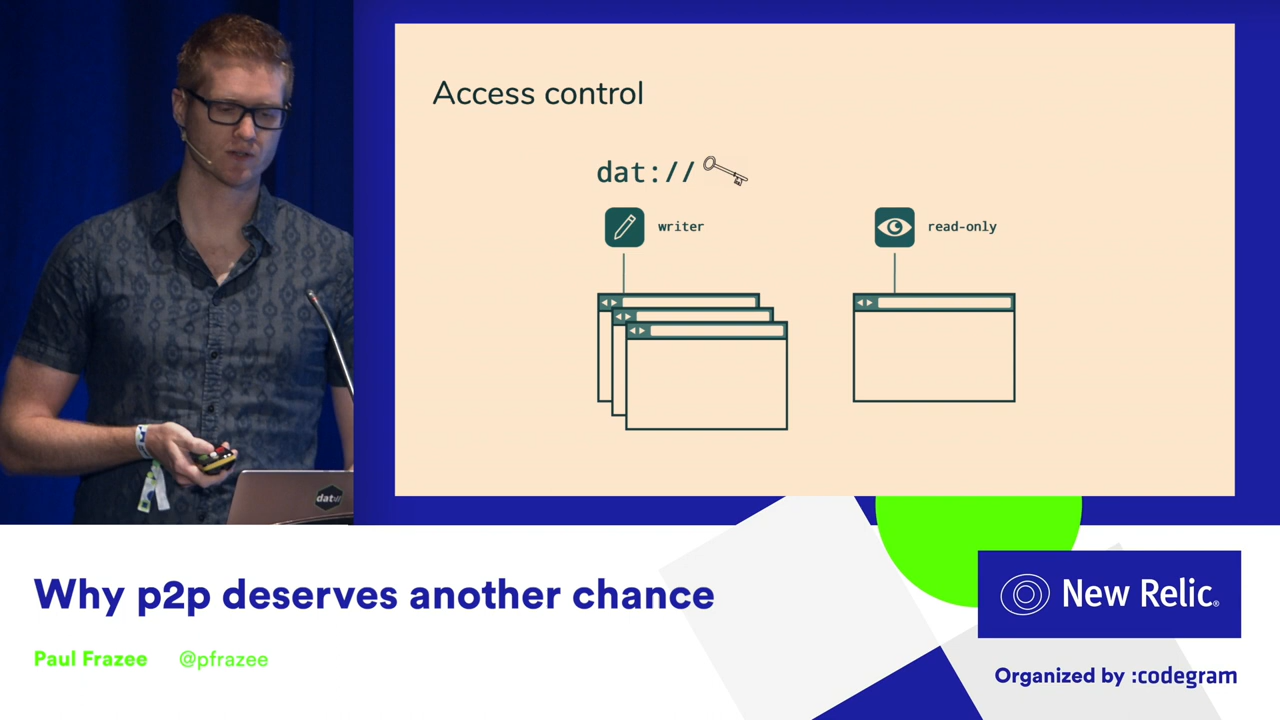 Access control
dat://
writer
read-only
dat
Why p2p deserves another chance
Paul Frazee @pfrazee
New Relic®
Organized by :codegram